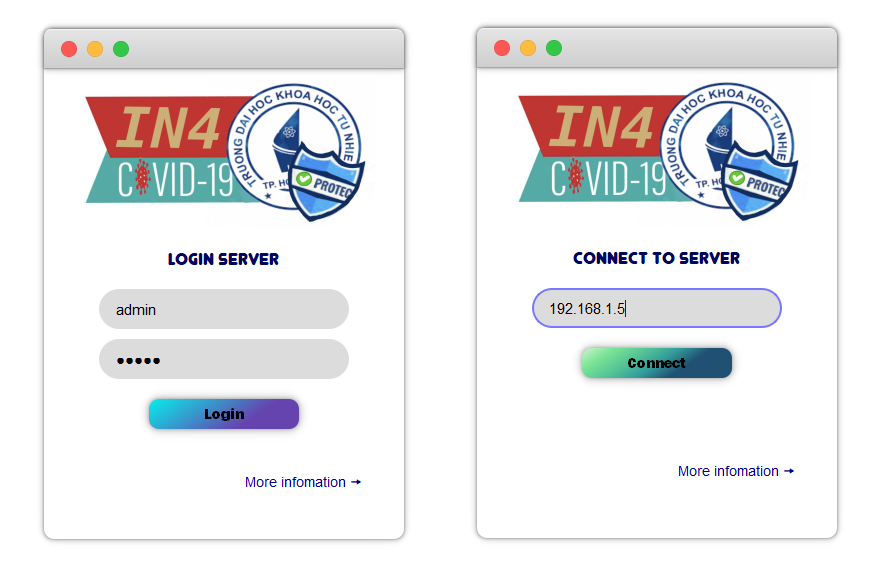 IN4
COVID-19
TRUONG DAI HOC KHOA HOC TU NHIE
TP. HO
PROTEC
LOGIN SERVER
admin
•••••
Login
More infomation →
IN4
COVID-19
TRUONG DAI HOC KHOA HOC TU NHIE
TP. HO
PROTEC
CONNECT TO SERVER
192.168.1.5
Connect
More infomation →